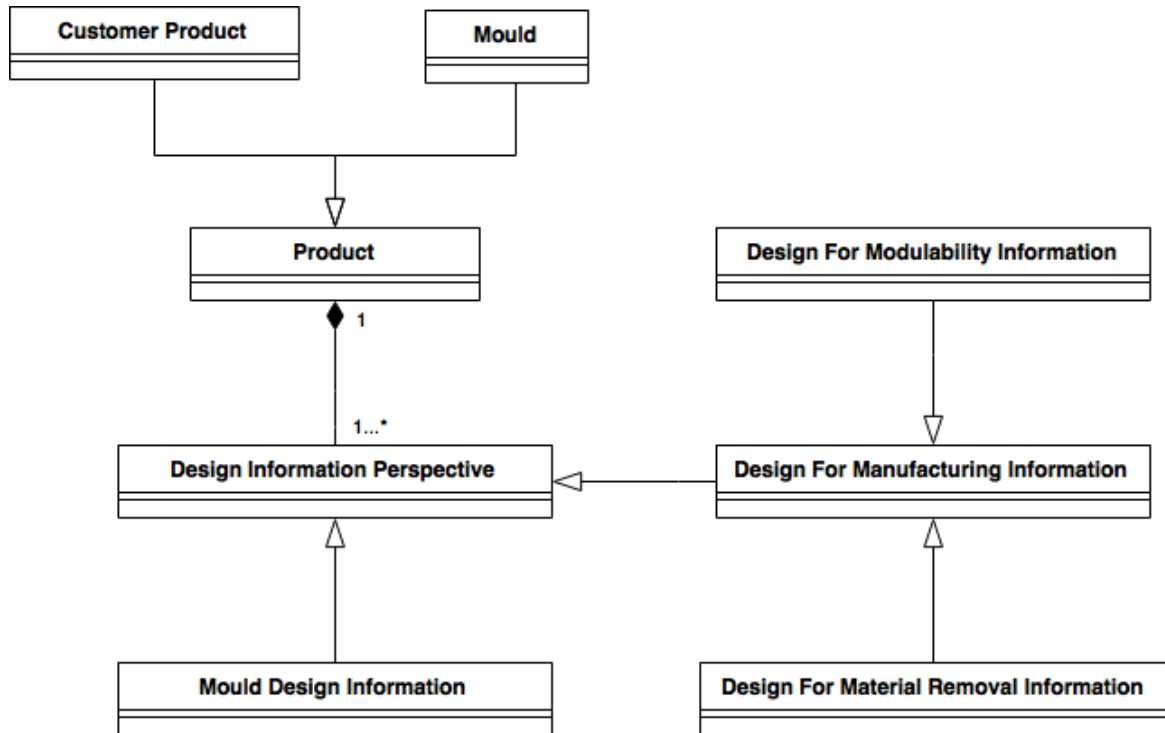 Customer Product
Mould
Product
Design For Modulability Information
1
1...*
Design Information Perspective
Design For Manufacturing Information
Mould Design Information
Design For Material Removal Information